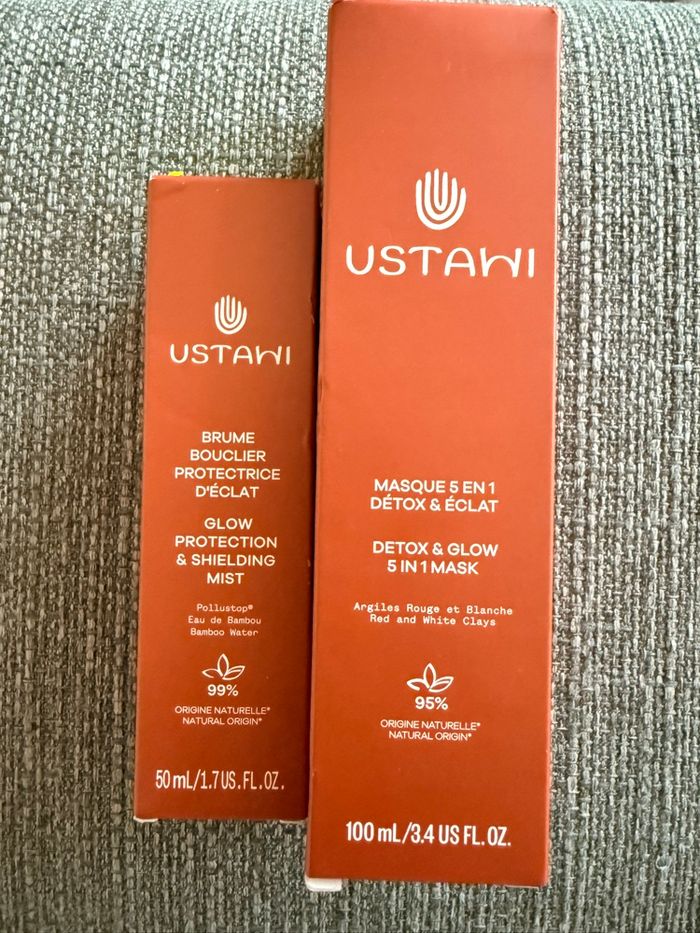 USTAWI
BRUME
BOUCLIER
PROTECTRICE
D'ÉCLAT
GLOW
PROTECTION
& SHIELDING
MIST
Pollustop®
Eau de Bambou
Bamboo Water
99%
ORIGINE NATURELLE*
NATURAL ORIGIN*
50 mL/1.7 US.FL.OZ.
USTAWI
MASQUE 5 EN 1
DÉTOX & ÉCLAT
DETOX & GLOW
5 IN 1 MASK
Argiles Rouge et Blanche
Red and White Clays
95%
ORIGINE NATURELLE*
NATURAL ORIGIN*
100 mL/3.4 US FL. OZ.